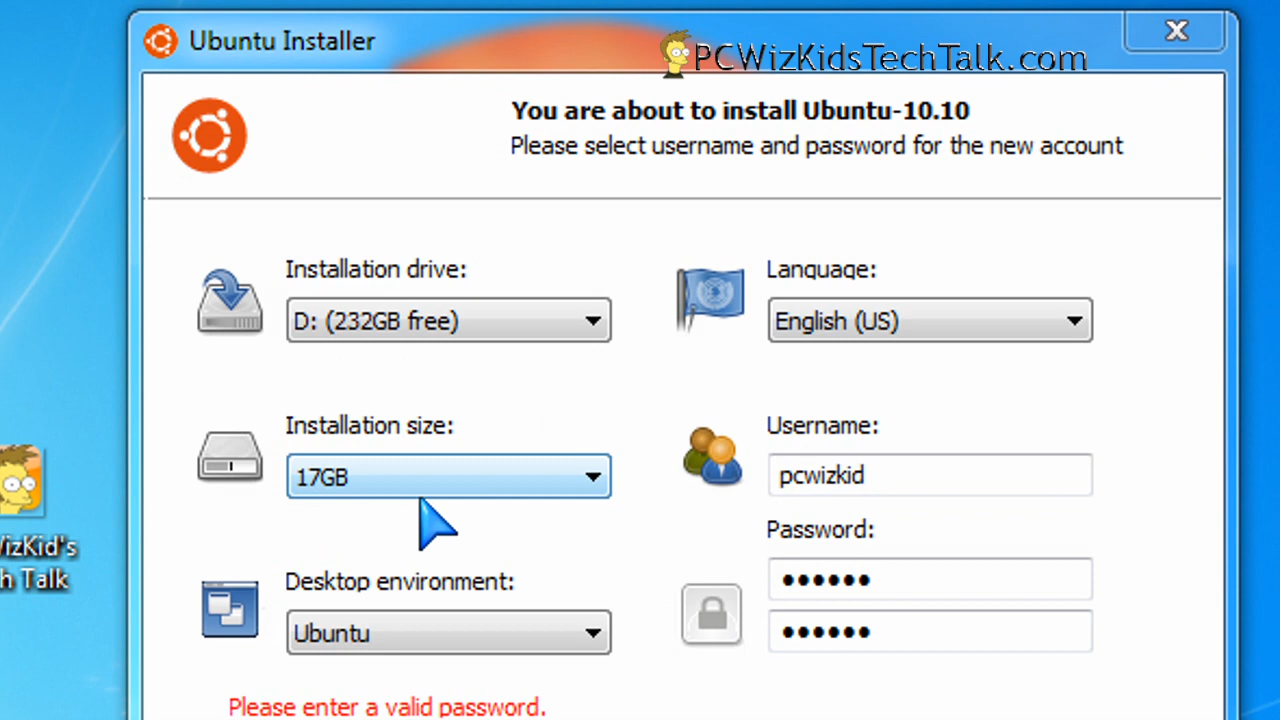 Ubuntu Installer
PCWizKidsTechTalk.com
You are about to install Ubuntu-10.10
Please select username and password for the new account
Installation drive:
Language:
D: (232GB free)
English (US)
Installation size:
Username:
17GB
pcwizkid
Password:
Desktop environment:
Ubuntu
Please enter a valid password.
WizKid's
h Talk